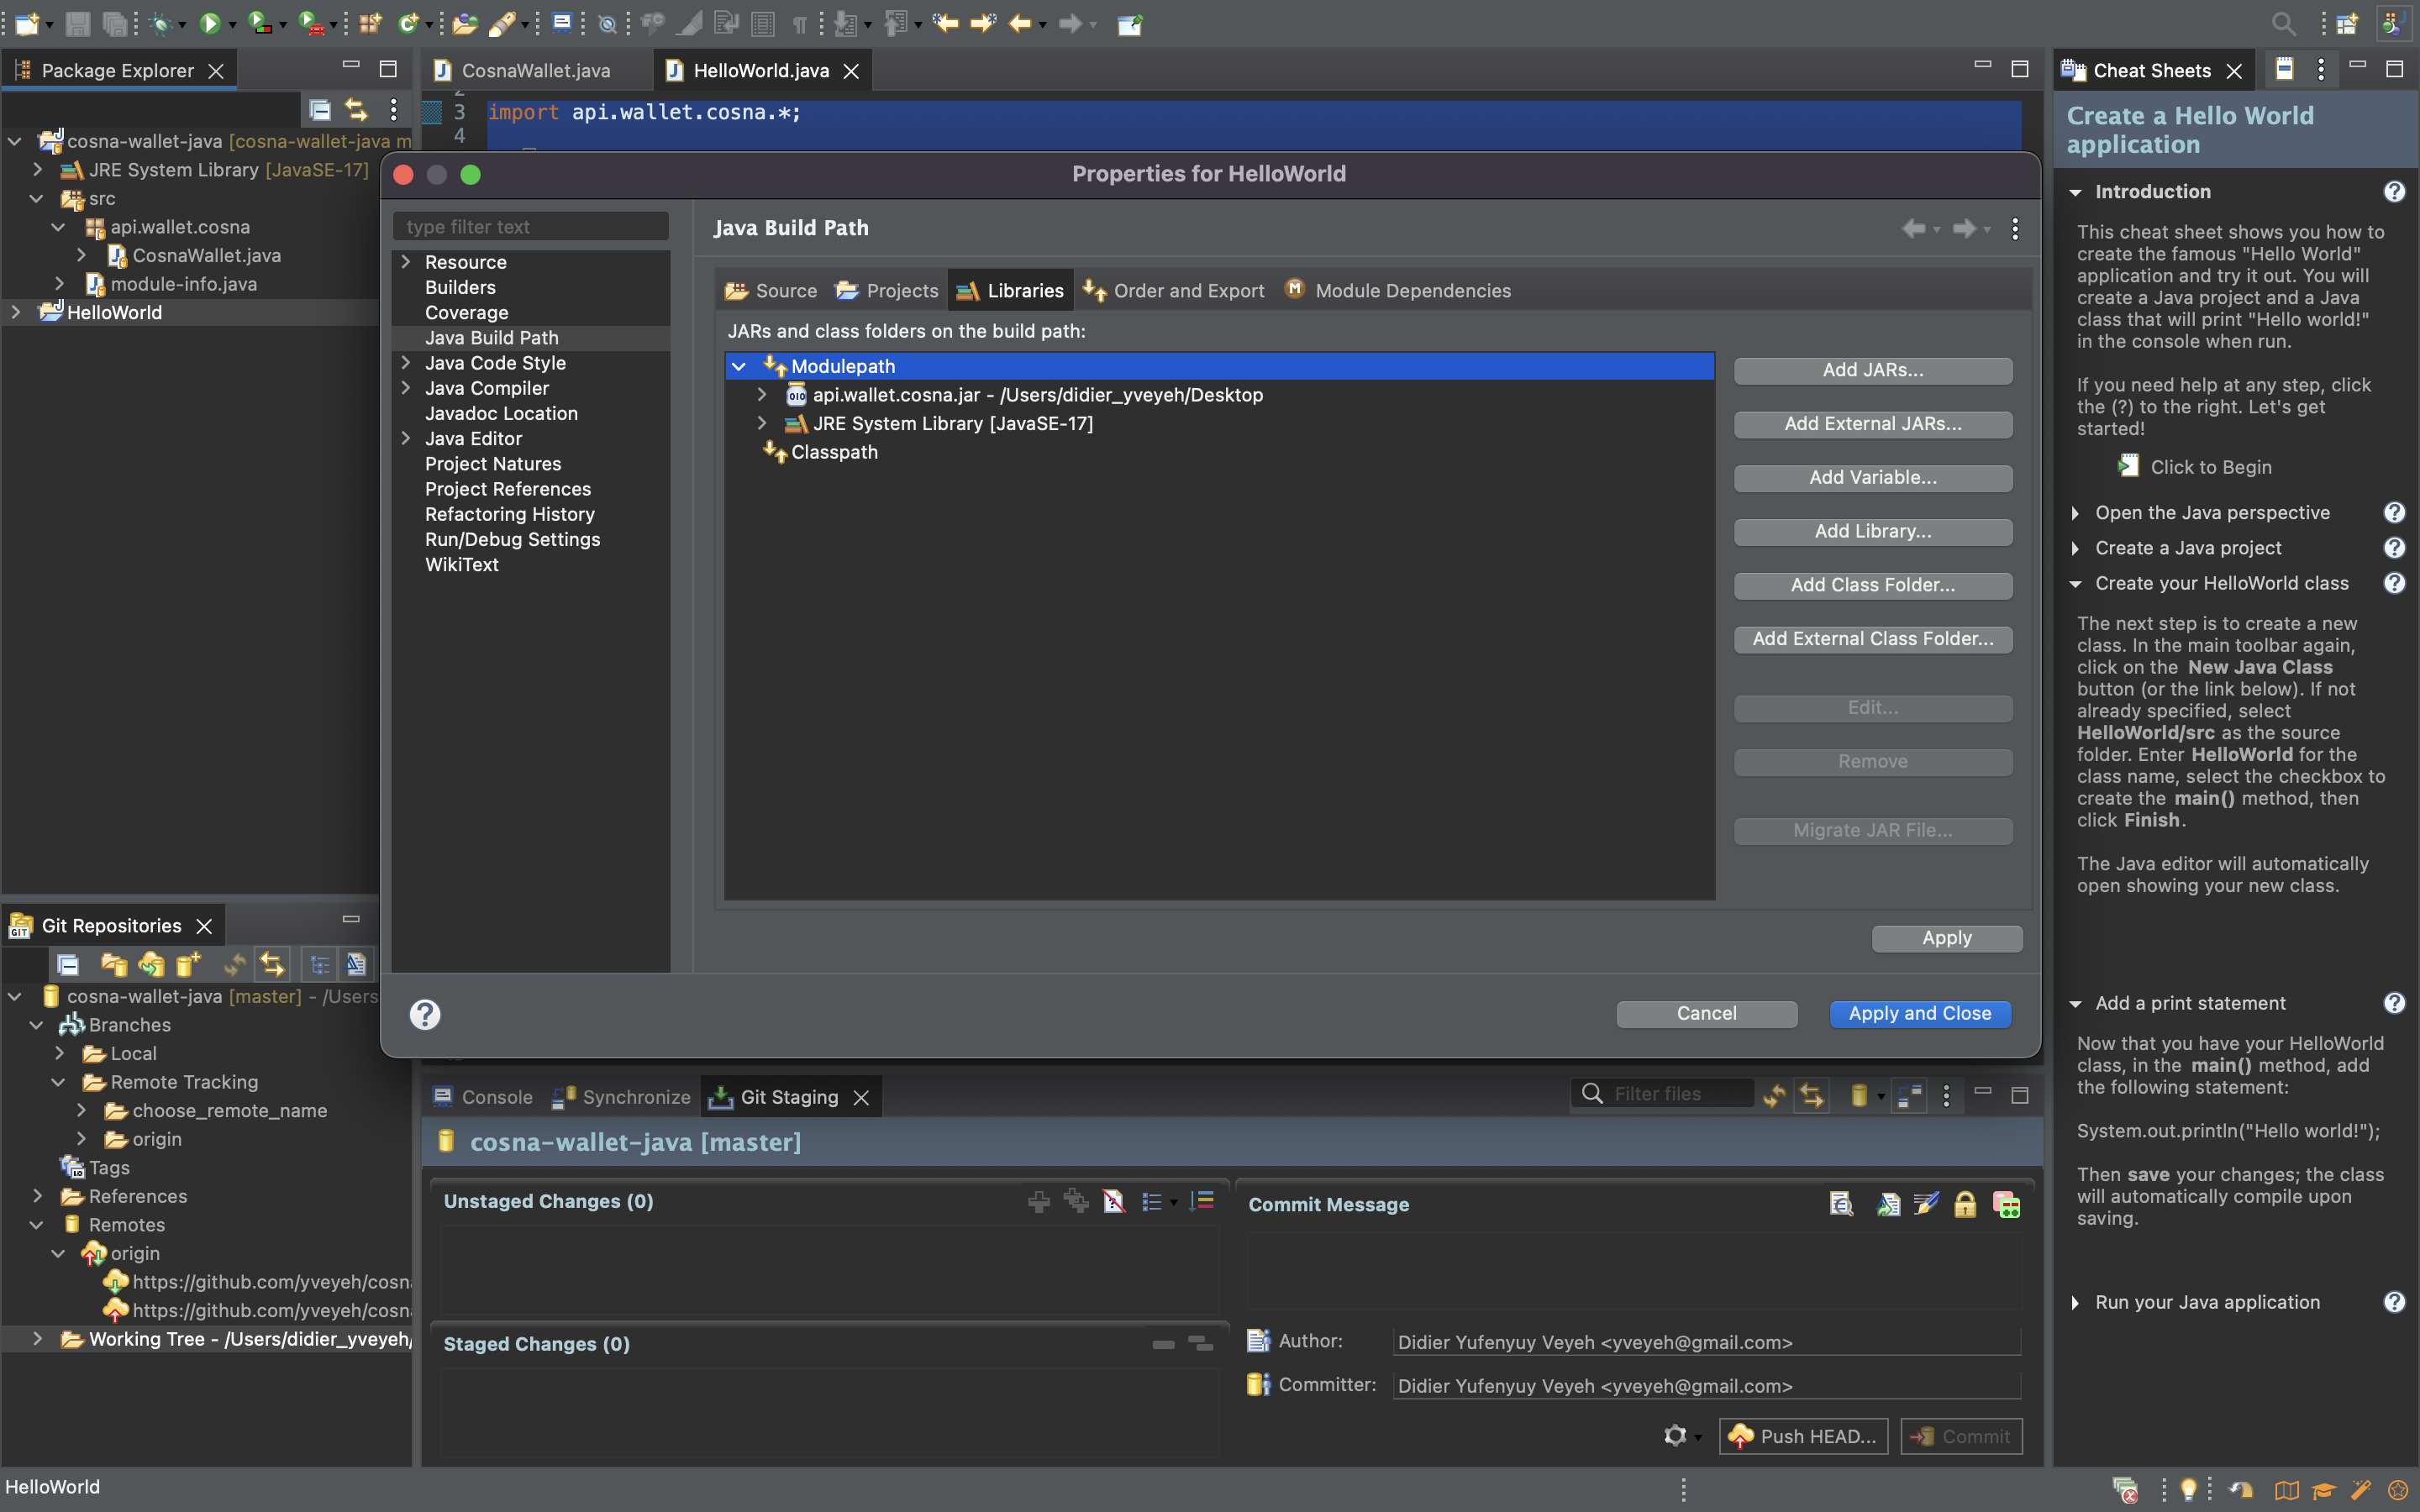 Package Explorer
cosna-wallet-java [cosna-wallet-java m
JRE System Library [JavaSE-17]
src
api.wallet.cosna
CosnaWallet.java
module-info.java
HelloWorld
CosnaWallet.java
HelloWorld.java
2
3 import api.wallet.cosna.*;
4
Properties for HelloWorld
type filter text
Resource
Builders
Coverage
Java Build Path
Java Code Style
Java Compiler
Javadoc Location
Java Editor
Project Natures
Project References
Refactoring History
Run/Debug Settings
WikiText
Java Build Path
Source
Projects
Libraries
Order and Export
Module Dependencies
JARs and class folders on the build path:
Modulepath
api.wallet.cosna.jar - /Users/didier_yveyeh/Desktop
JRE System Library [JavaSE-17]
Classpath
Add JARs...
Add External JARs...
Add Variable...
Add Library...
Add Class Folder...
Add External Class Folder...
Edit...
Remove
Migrate JAR File...
Apply
Cancel
Apply and Close
Git Repositories
cosna-wallet-java [master] - /Users
Branches
Local
Remote Tracking
choose_remote_name
origin
Tags
References
Remotes
origin
https://github.com/yveyeh/cosna
https://github.com/yveyeh/cosna
Working Tree - /Users/didier_yveyeh/
Console
Synchronize
Git Staging
Filter files
cosna-wallet-java [master]
Unstaged Changes (0)
Staged Changes (0)
Commit Message
Author: Didier Yufenyuy Veyeh <yveyeh@gmail.com>
Committer: Didier Yufenyuy Veyeh <yveyeh@gmail.com>
Push HEAD...
Commit
Cheat Sheets
Create a Hello World
application
Introduction
This cheat sheet shows you how to
create the famous "Hello World"
application and try it out. You will
create a Java project and a Java
class that will print "Hello world!"
in the console when run.
If you need help at any step, click
the (?) to the right. Let's get
started!
Click to Begin
Open the Java perspective
Create a Java project
Create your HelloWorld class
The next step is to create a new
class. In the main toolbar again,
click on the New Java Class
button (or the link below). If not
already specified, select
HelloWorld/src as the source
folder. Enter HelloWorld for the
class name, select the checkbox to
create the main() method, then
click Finish.
The Java editor will automatically
open showing your new class.
Add a print statement
Now that you have your HelloWorld
class, in the main() method, add
the following statement:
System.out.println("Hello world!");
Then save your changes; the class
will automatically compile upon
saving.
Run your Java application
HelloWorld